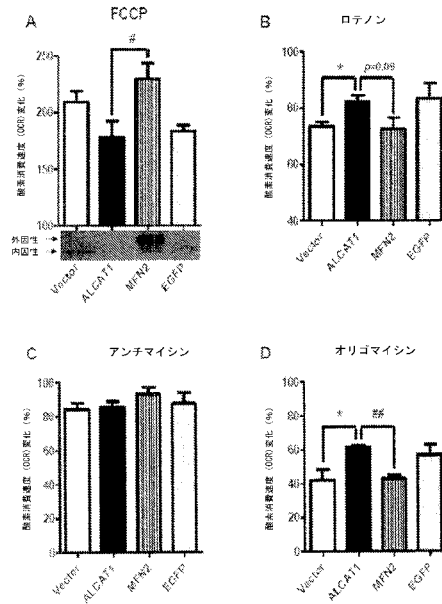 A
FCCP
酸素消費速度 (OCR) 変化 (%)
250
200
150
100
#
外因性
内因性
Vector
ALCAT1
MFN2
EGFP
B
ロテノン
酸素消費速度 (OCR) 変化 (%)
100
80
60
40
*
p=0.06
Vector
ALCAT1
MFN2
EGFP
C
アンチマイシン
酸素消費速度 (OCR) 変化 (%)
100
80
60
40
20
0
Vector
ALCAT1
MFN2
EGFP
D
オリゴマイシン
酸素消費速度 (OCR) 変化 (%)
100
80
60
40
20
0
*
##
Vector
ALCAT1
MFN2
EGFP